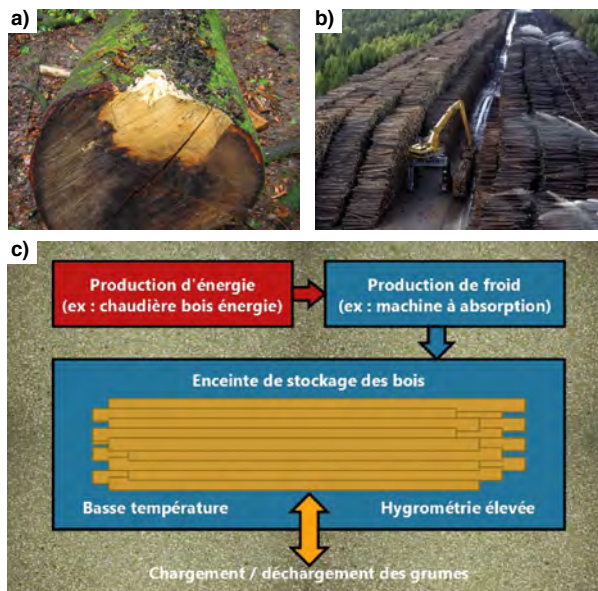 a)
b)
c)
Production d'énergie
(ex : chaudière bois énergie)
Production de froid
(ex : machine à absorption)
Enceinte de stockage des bois
Basse température
Hygrométrie élevée
Chargement / déchargement des grumes